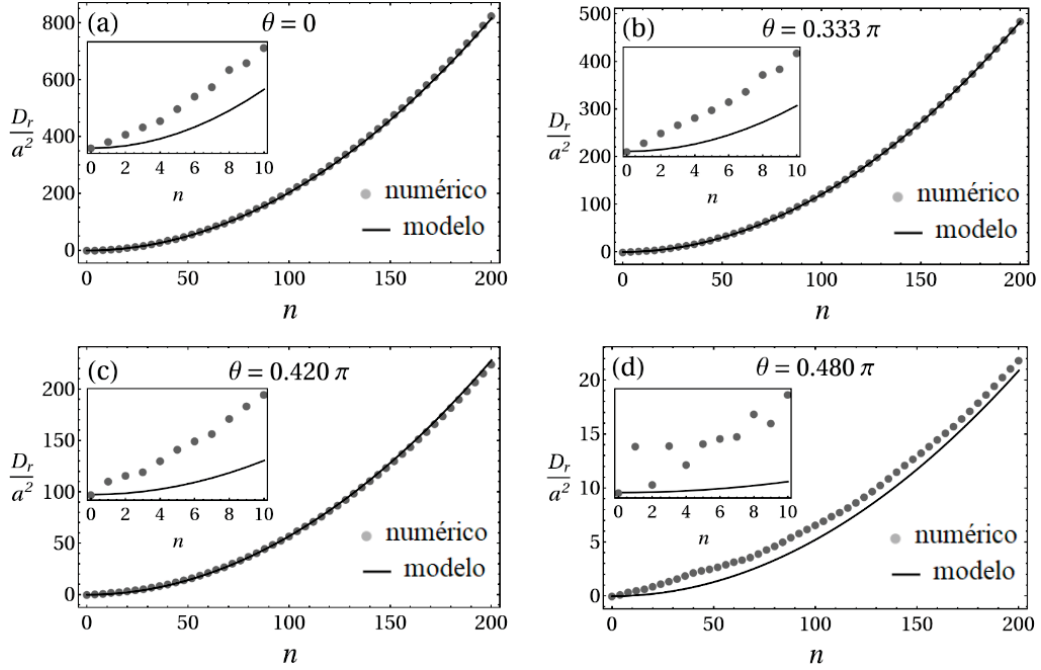 (a)
θ = 0
800
600
400
200
0
D_r
a²
0 2 4 6 8 10
n
numérico
modelo
0 50 100 150 200
n
(b)
θ = 0.333 π
500
400
300
200
100
0
D_r
a²
0 2 4 6 8 10
n
numérico
modelo
0 50 100 150 200
n
(c)
θ = 0.420 π
200
150
100
50
0
D_r
a²
0 2 4 6 8 10
n
numérico
modelo
0 50 100 150 200
n
(d)
θ = 0.480 π
20
15
10
5
0
D_r
a²
0 2 4 6 8 10
n
numérico
modelo
0 50 100 150 200
n